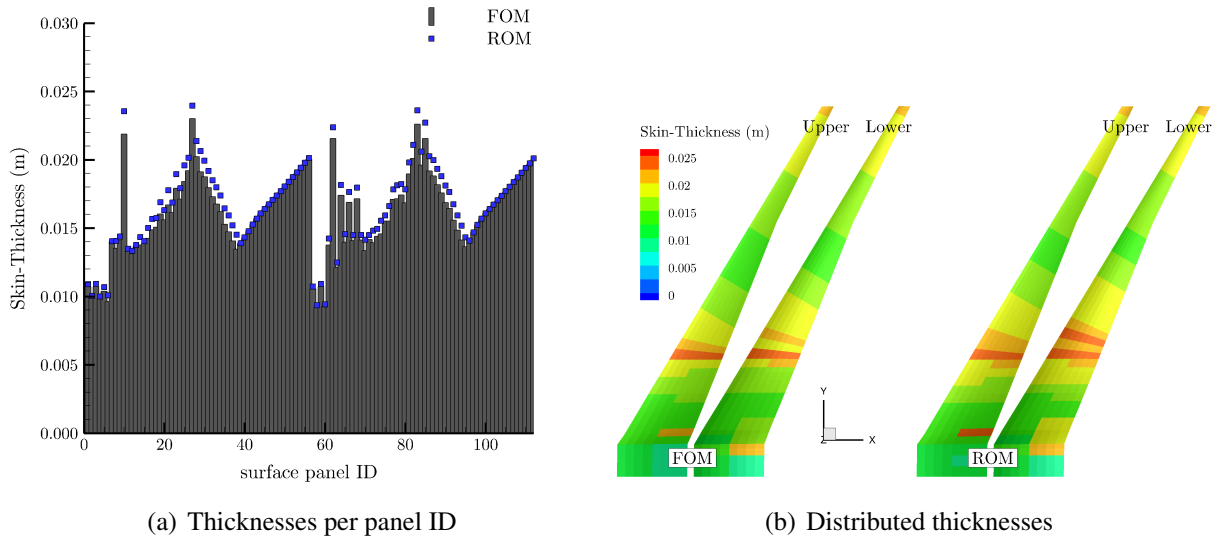 0.030
0.025
0.020
0.015
0.010
0.005
0.000
Skin-Thickness (m)
0
20
40
60
80
100
surface panel ID
FOM
ROM
(a) Thicknesses per panel ID
Skin-Thickness (m)
0.025
0.02
0.015
0.01
0.005
0
Upper
Lower
FOM
Y
Z
X
Upper
Lower
ROM
(b) Distributed thicknesses